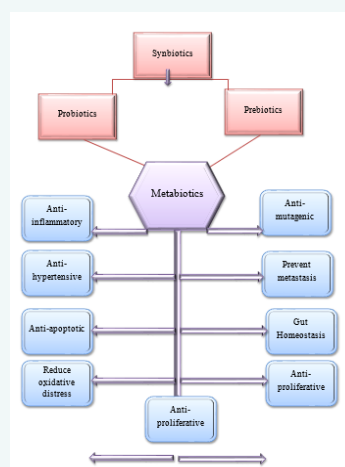 Synbiotics
Probiotics
Prebiotics
Metabiotics
Anti-
inflammatory
Anti-
mutagenic
Anti-
hypertensive
Prevent
metastasis
Anti-apoptotic
Gut
Homeostasis
Reduce
oxidative
distress
Anti-
proliferative
Anti-
proliferative